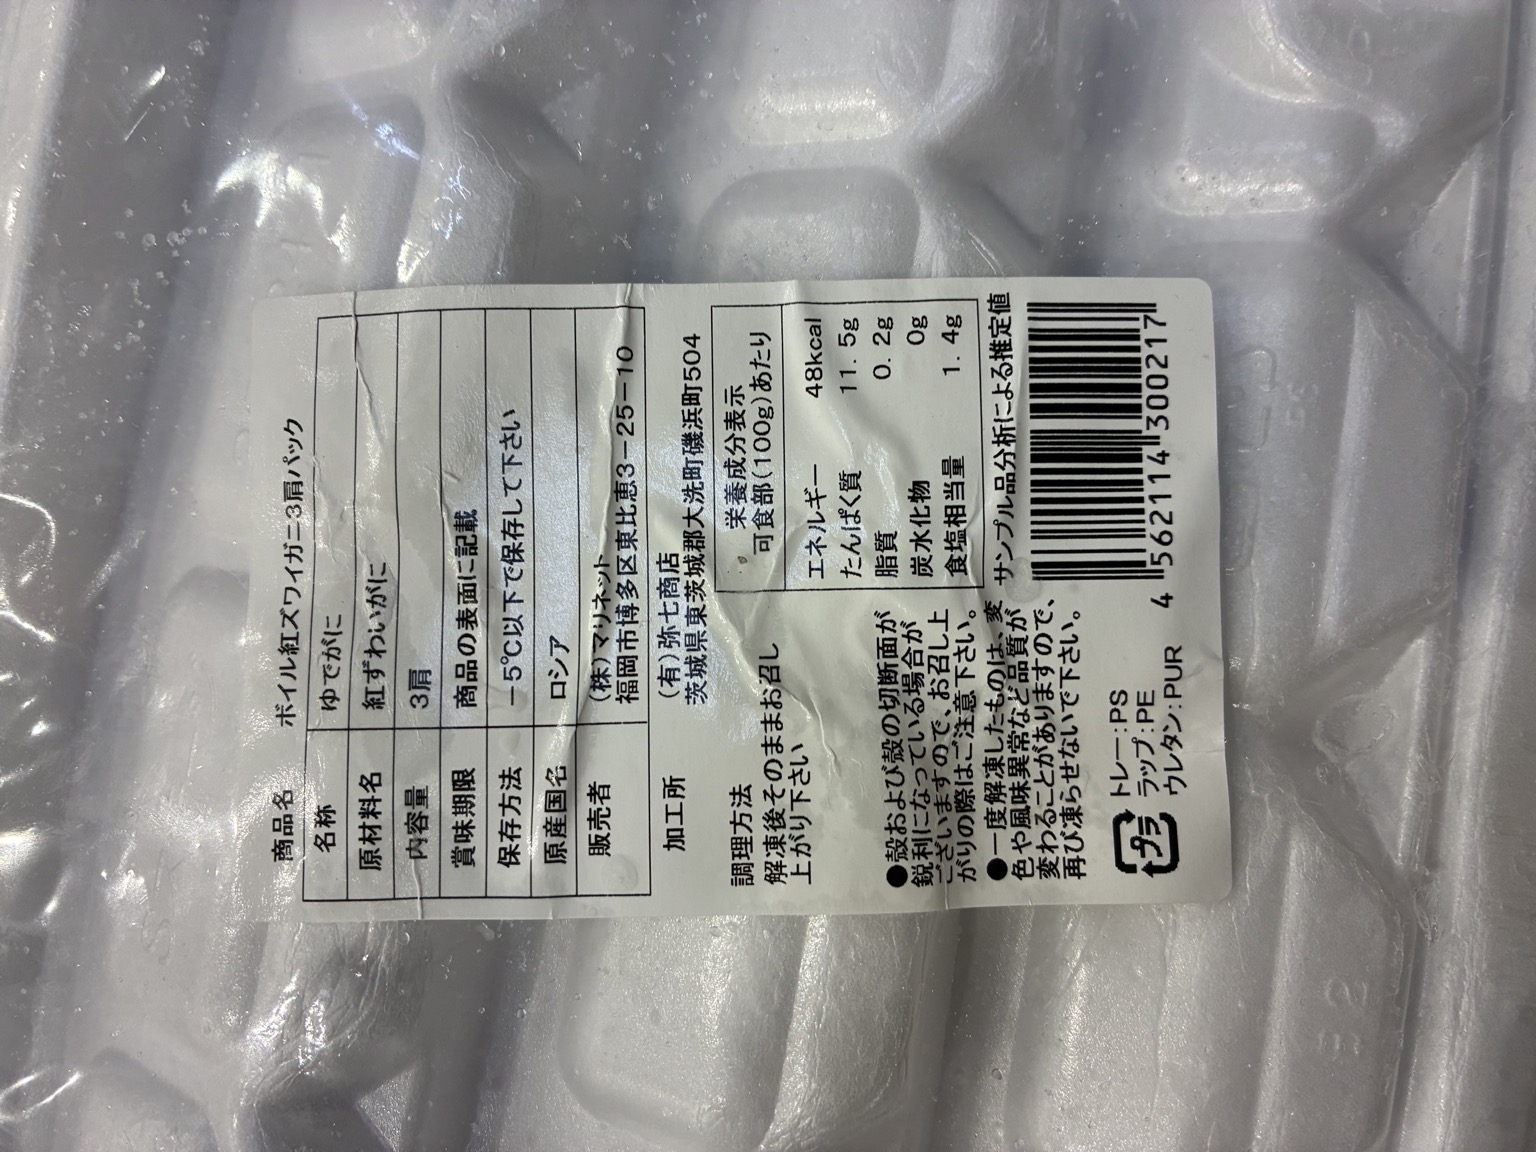 商品名 ボイル紅ズワイガニ3肩パック
名称 ゆでがに
原材料名 紅ずわいがに
内容量 3肩
賞味期限 商品の表面に記載
保存方法 −5℃以下で保存して下さい
原産国名 ロシア
販売者 (株)マリネット
福岡市博多区東比恵3−25−10
加工所 (有)弥七商店
茨城県東茨城郡大洗町磯浜町504
調理方法
解凍後そのままお召し
上がり下さい
栄養成分表示
可食部(100g)あたり
エネルギー 48kcal
たんぱく質 11.5g
脂質 0.2g
炭水化物 0g
食塩相当量 1.4g
サンプル品分析による推定値
●殻および殻の切断面が
鋭利になっている場合が
ございますので、お召し上
がりの際はご注意下さい。
●一度解凍したものは、変
色や風味異常など品質が
変わることがありますので、
再び凍らせないで下さい。
プラ
トレー:PS
ラップ:PE
ウレタン:PUR
4 562114 300217
32